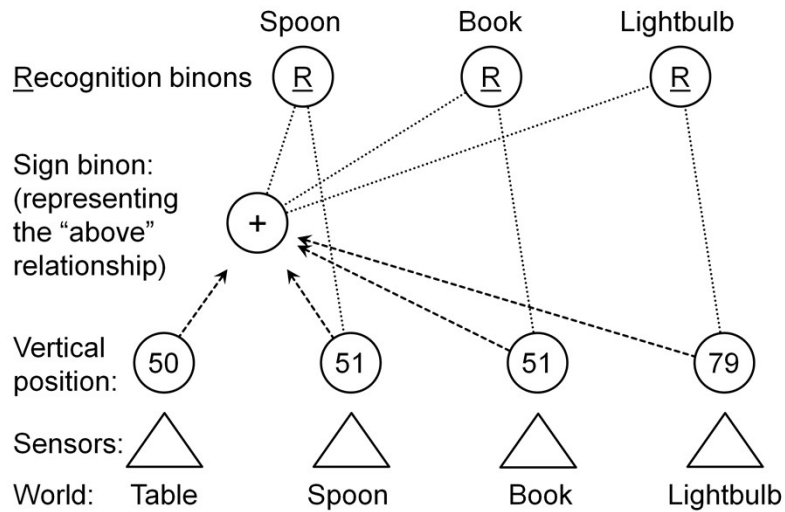 Spoon Book Lightbulb
Recognition binons R R R
Sign binon:
(representing
the “above”
relationship)
+
Vertical
position:
50 51 51 79
Sensors:
World: Table Spoon Book Lightbulb